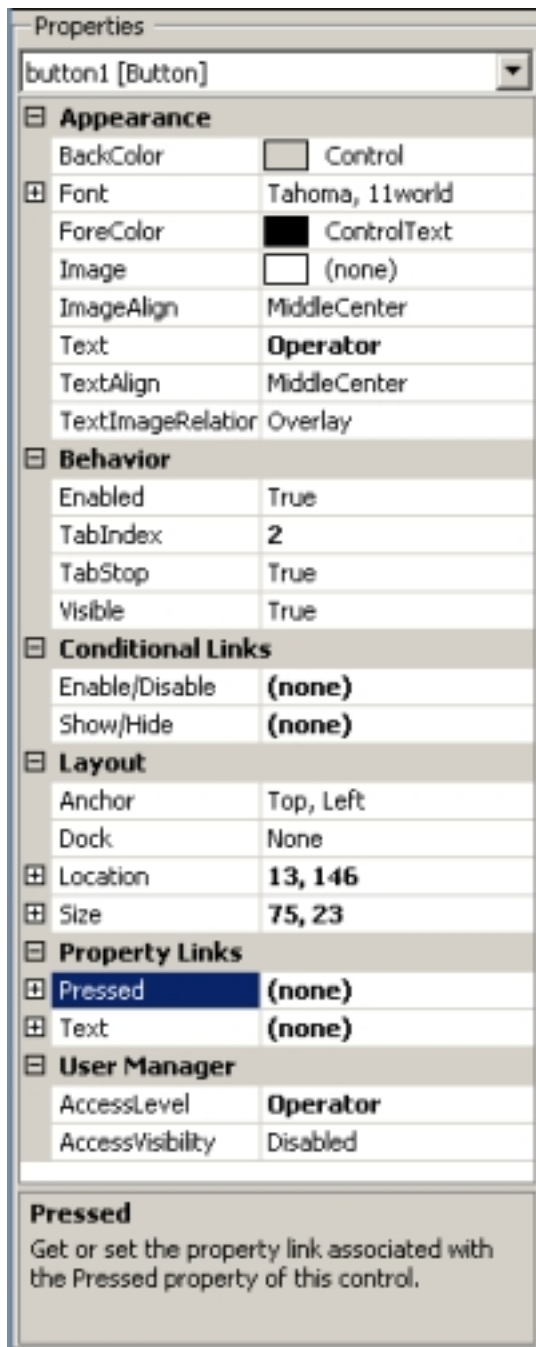 Properties
button1 [Button]
Appearance
BackColor Control
Font Tahoma, 11world
ForeColor ControlText
Image (none)
ImageAlign MiddleCenter
Text Operator
TextAlign MiddleCenter
TextImageRelatior Overlay
Behavior
Enabled True
TabIndex 2
TabStop True
Visible True
Conditional Links
Enable/Disable (none)
Show/Hide (none)
Layout
Anchor Top, Left
Dock None
Location 13, 146
Size 75, 23
Property Links
Pressed (none)
Text (none)
User Manager
AccessLevel Operator
AccessVisibility Disabled
Pressed
Get or set the property link associated with
the Pressed property of this control.